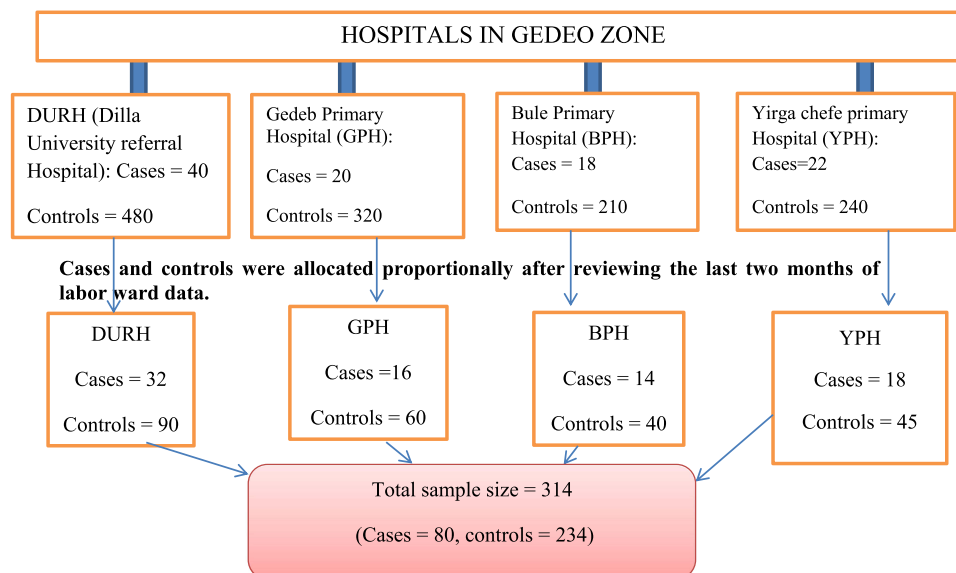 HOSPITALS IN GEDEO ZONE
DURH (Dilla
University referral
Hospital): Cases = 40
Controls = 480
Gedeb Primary
Hospital (GPH):
Cases = 20
Controls = 320
Bule Primary
Hospital (BPH):
Cases = 18
Controls = 210
Yirga chefe primary
Hospital (YPH):
Cases=22
Controls = 240
Cases and controls were allocated proportionally after reviewing the last two months of
labor ward data.
DURH
Cases = 32
Controls = 90
GPH
Cases =16
Controls = 60
BPH
Cases = 14
Controls = 40
YPH
Cases = 18
Controls = 45
Total sample size = 314
(Cases = 80, controls = 234)